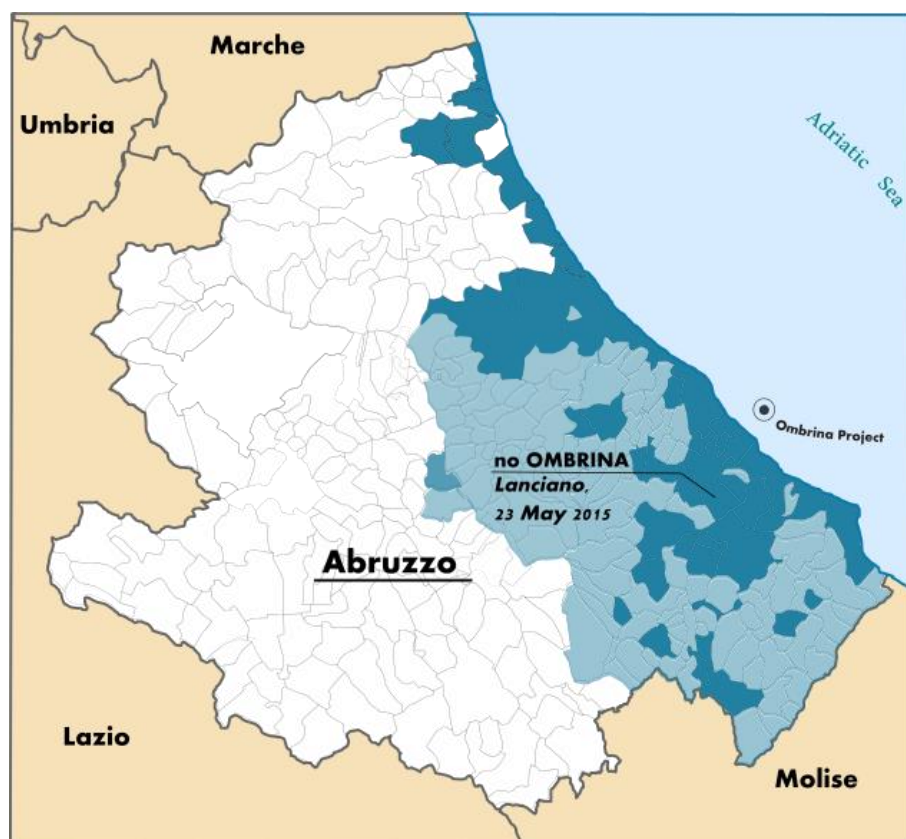 Marche
Umbria
Adriatic Sea
Ombrina Project
no OMBRINA
Lanciano,
23 May 2015
Abruzzo
Lazio
Molise